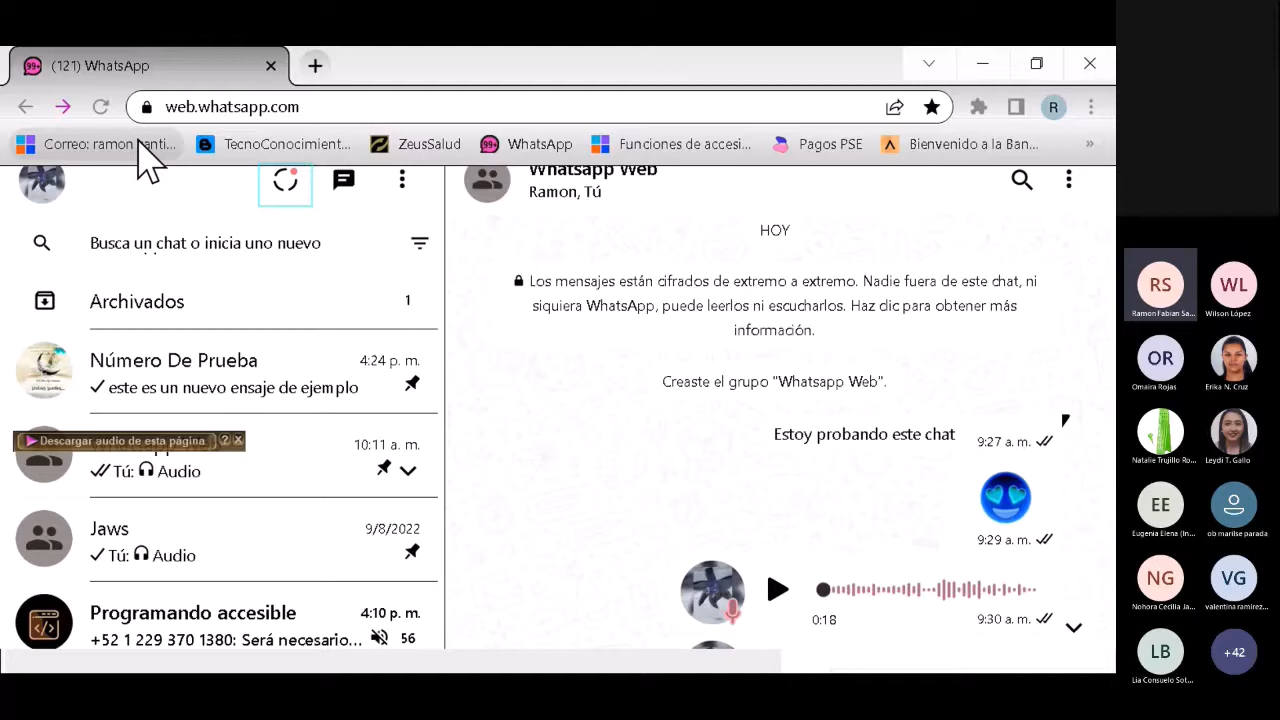 99+ (121) WhatsApp
web.whatsapp.com
R
Correo: ramon santi...
TecnoConocimient...
ZeusSalud
99+ WhatsApp
Funciones de accesi...
Pagos PSE
Bienvenido a la Ban...
Whatsapp Web
Ramon, Tú
Busca un chat o inicia uno nuevo
Archivados 1
Número De Prueba 4:24 p. m.
este es un nuevo ensaje de ejemplo
Descargar audio de esta página ? x
10:11 a. m.
Tú: Audio
Jaws 9/8/2022
Tú: Audio
Programando accesible 4:10 p. m.
+52 1 229 370 1380: Será necesario... 56
HOY
Los mensajes están cifrados de extremo a extremo. Nadie fuera de este chat, ni
siquiera WhatsApp, puede leerlos ni escucharlos. Haz clic para obtener más
información.
Creaste el grupo "Whatsapp Web".
Estoy probando este chat 9:27 a. m.
9:29 a. m.
0:18 9:30 a. m.
RS WL
Ramon Fabian Sa... Wilson López
OR
Omaira Rojas Erika N. Cruz
Natalie Trujillo Ro... Leydi T. Gallo
EE
Eugenia Elena (In... ob marilse parada
NG VG
Nohora Cecilia Ja... valentina ramirez...
LB +42
Lia Consuelo Sot...